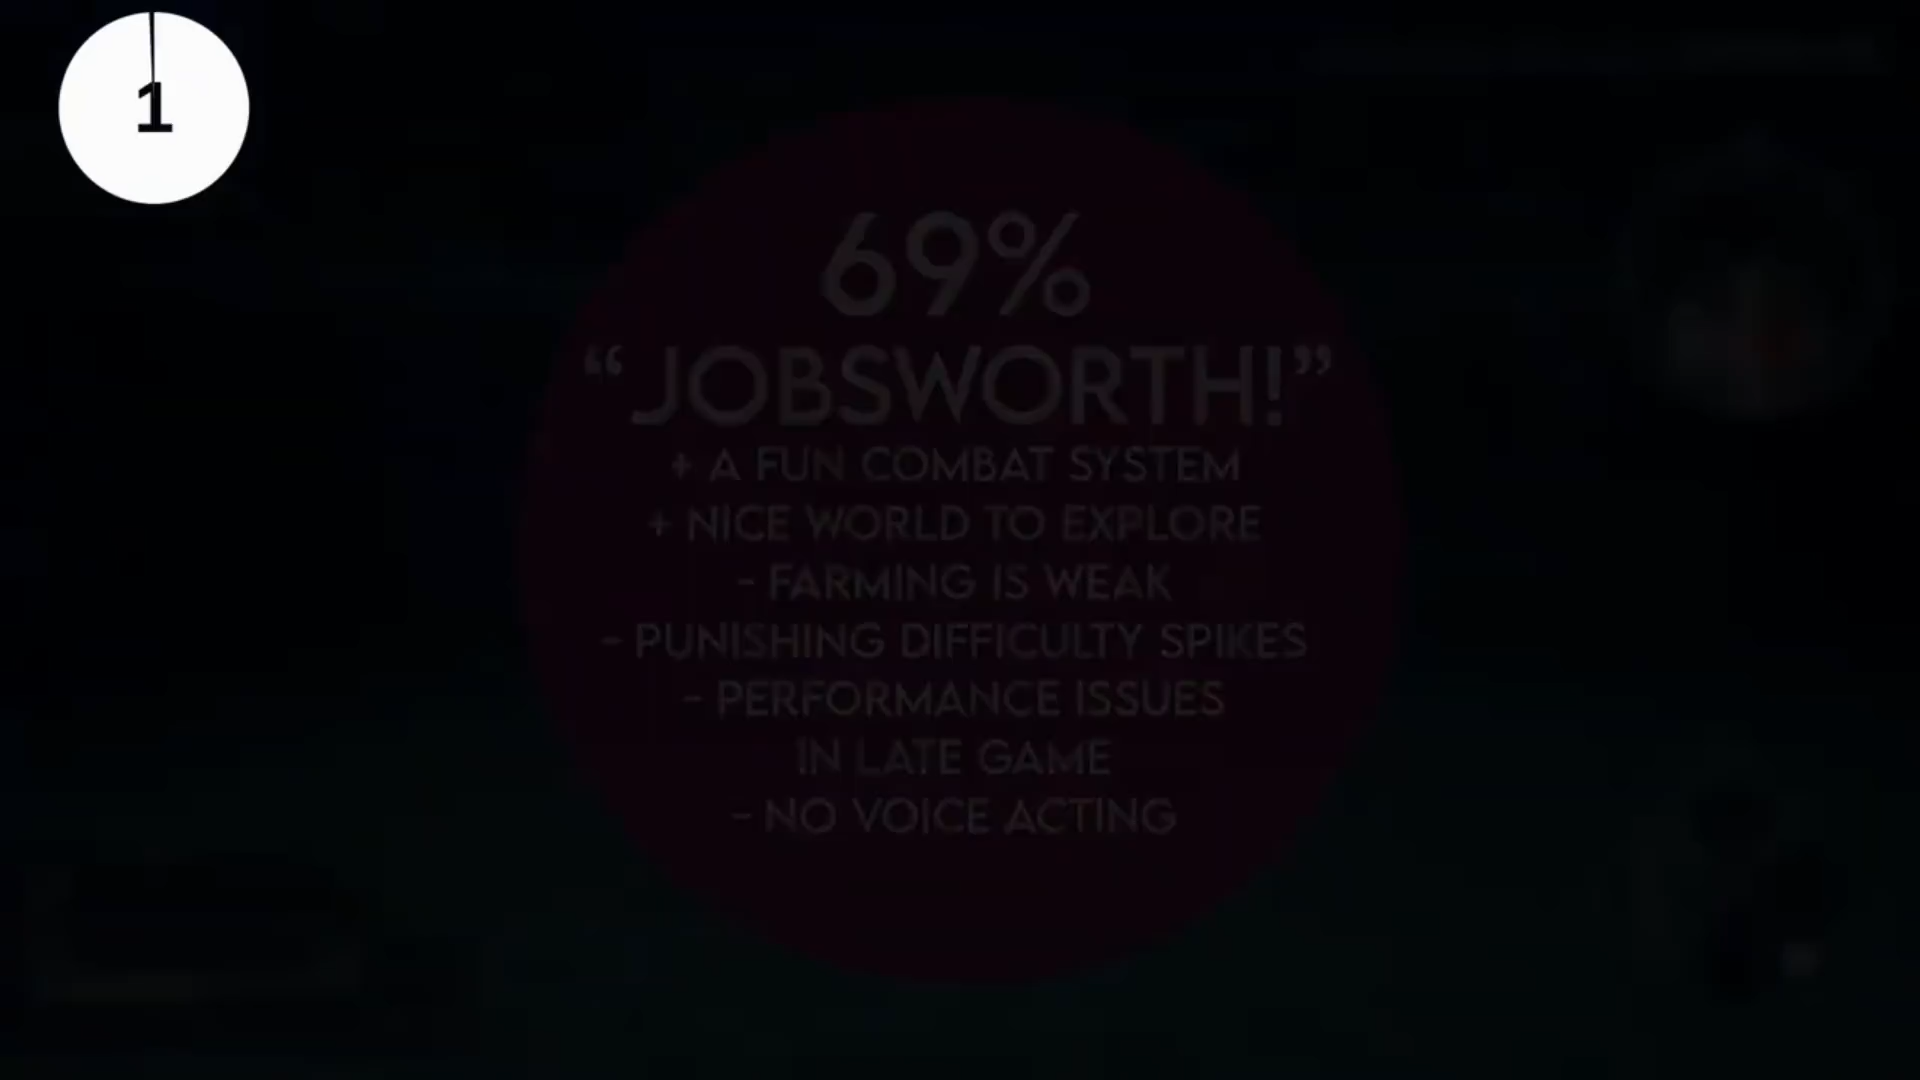 1
69%
“JOBSWORTH!”
+ A FUN COMBAT SYSTEM
+ NICE WORLD TO EXPLORE
- FARMING IS WEAK
- PUNISHING DIFFICULTY SPIKES
- PERFORMANCE ISSUES
IN LATE GAME
- NO VOICE ACTING